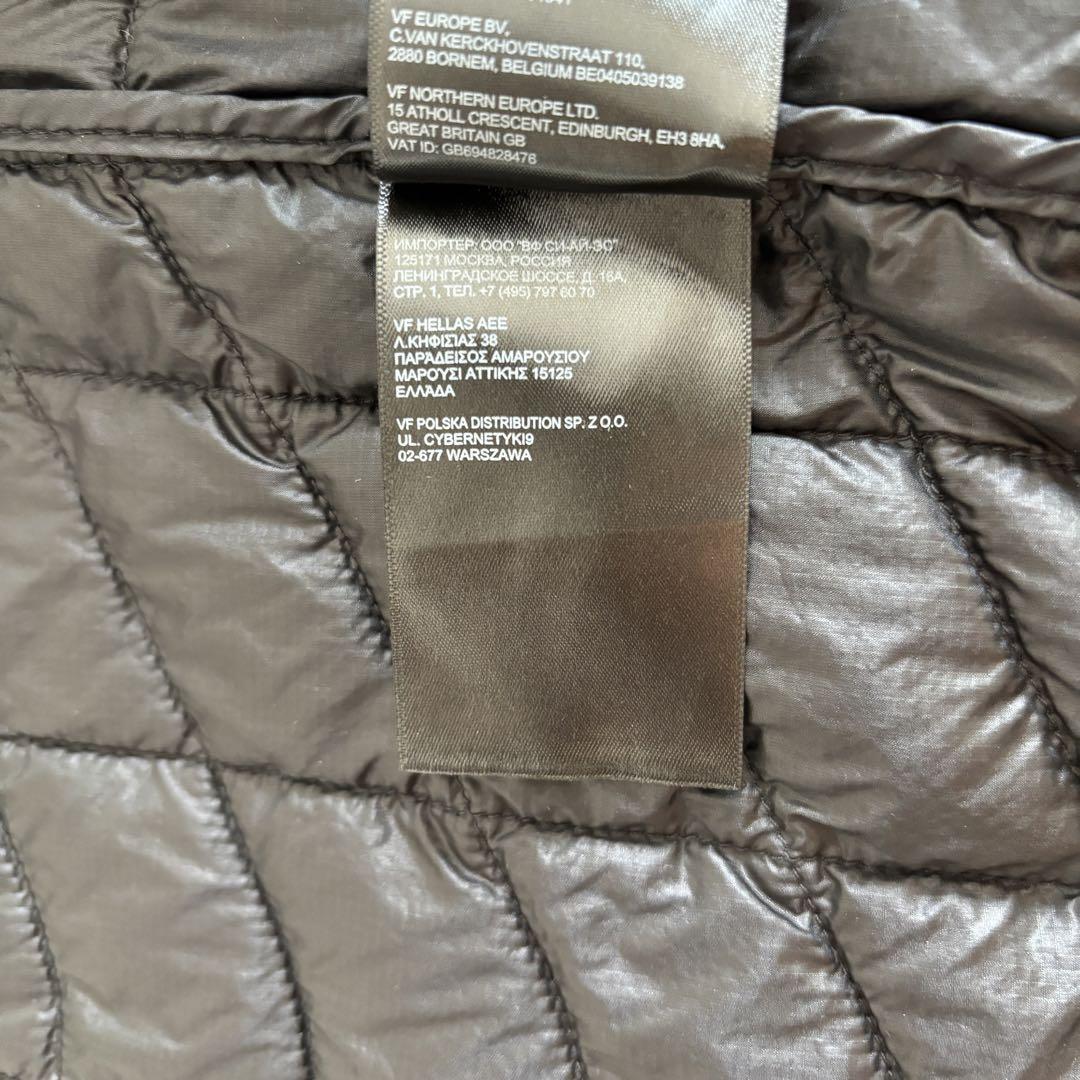 VF EUROPE BV,
C.VAN KERCKHOVENSTRAAT 110,
2880 BORNEM, BELGIUM BE0405039138
VF NORTHERN EUROPE LTD.
15 ATHOLL CRESCENT, EDINBURGH, EH3 8HA,
GREAT BRITAIN GB
VAT ID: GB694828476
ИМПОРТЕР: ООО "ВФ СИ-АЙ-ЭС"
125171 МОСКВА, РОССИЯ
ЛЕНИНГРАДСКОЕ ШОССЕ, Д. 16А,
СТР. 1, ТЕЛ. +7 (495) 797 60 70
VF HELLAS AEE
Λ.ΚΗΦΙΣΙΑΣ 38
ΠΑΡΆΔΕΙΣΟΣ ΑΜΑΡΟΥΣΙΟΥ
ΜΑΡΟΥΣΙ ΑΤΤΙΚΗΣ 15125
ΕΛΛΆΔΑ
VF POLSKA DISTRIBUTION SP. Z O.O.
UL. CYBERNETYKI9
02-677 WARSZAWA